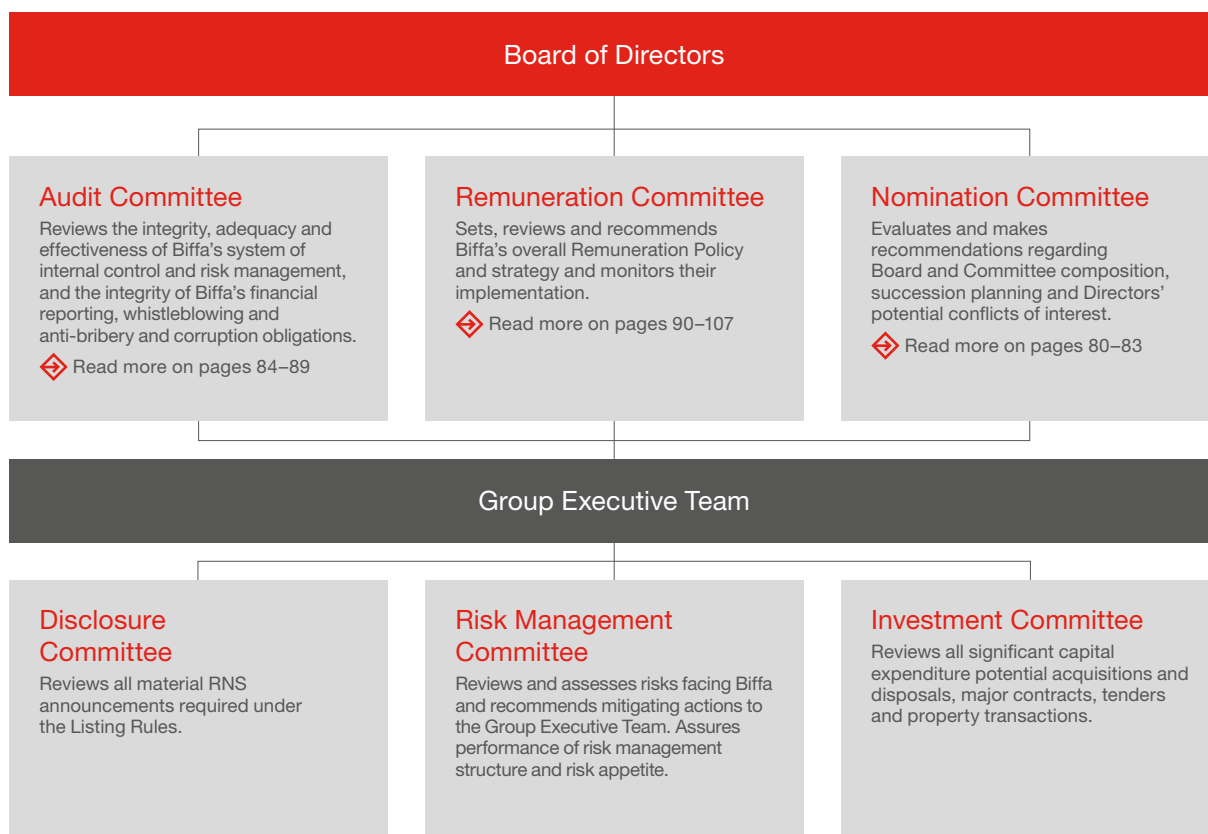 Board of Directors
Audit Committee
Reviews the integrity, adequacy and
effectiveness of Biffa's system of
internal control and risk management,
and the integrity of Biffa's financial
reporting, whistleblowing and
anti-bribery and corruption obligations.
Read more on pages 84–89
Remuneration Committee
Sets, reviews and recommends
Biffa's overall Remuneration Policy
and strategy and monitors their
implementation.
Read more on pages 90–107
Nomination Committee
Evaluates and makes
recommendations regarding
Board and Committee composition,
succession planning and Directors'
potential conflicts of interest.
Read more on pages 80–83
Group Executive Team
Disclosure
Committee
Reviews all material RNS
announcements required under
the Listing Rules.
Risk Management
Committee
Reviews and assesses risks facing Biffa
and recommends mitigating actions to
the Group Executive Team. Assures
performance of risk management
structure and risk appetite.
Investment Committee
Reviews all significant capital
expenditure potential acquisitions and
disposals, major contracts, tenders
and property transactions.